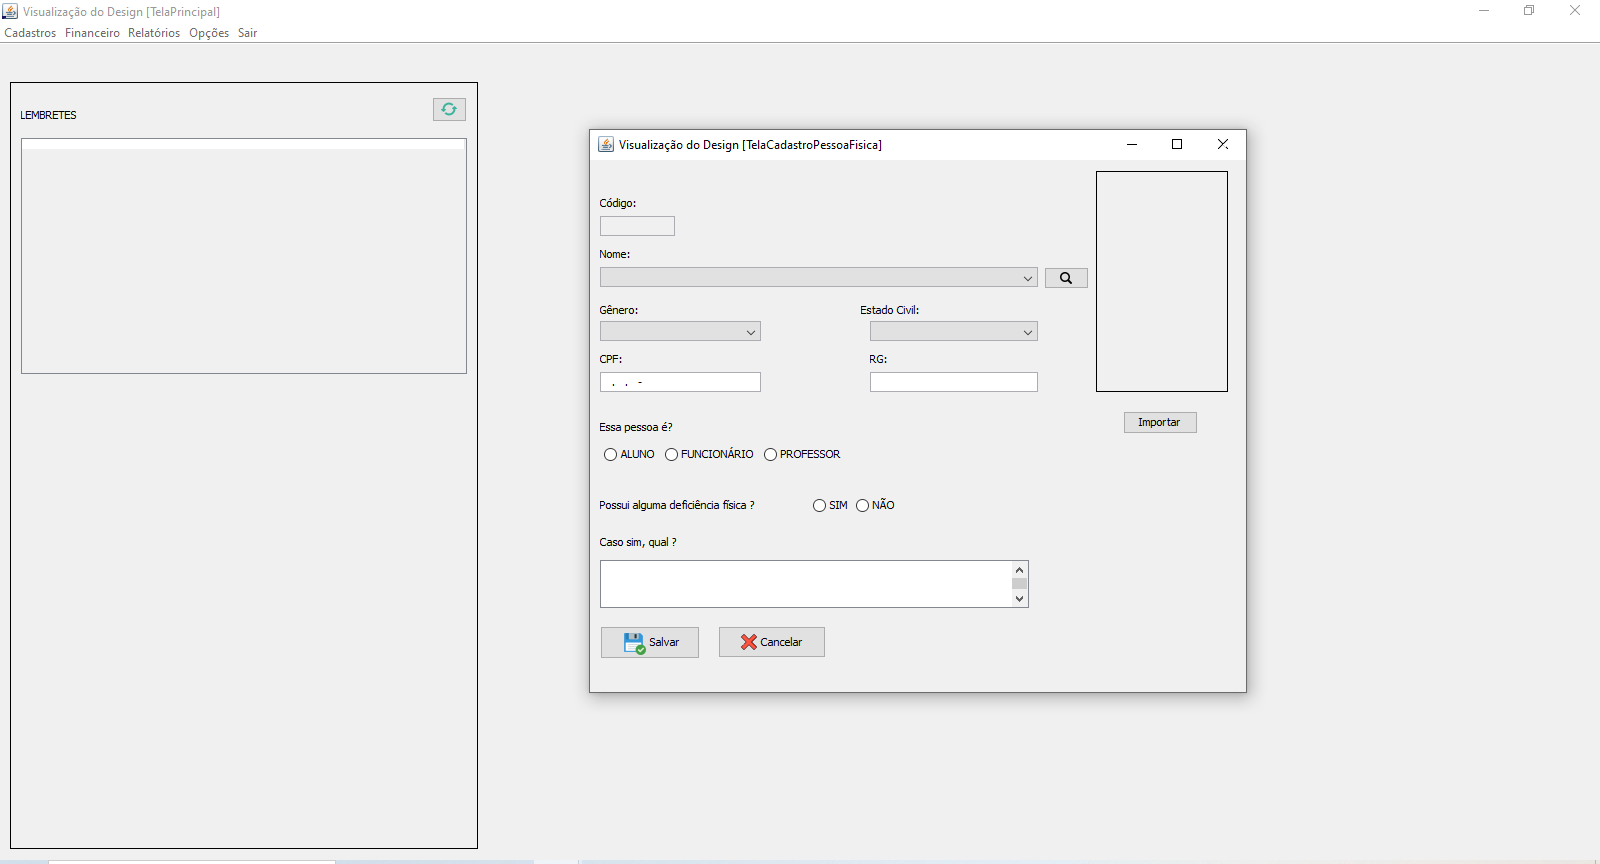 Visualização do Design [TelaPrincipal]
Cadastros Financeiro Relatórios Opções Sair
LEMBRETES
Visualização do Design [TelaCadastroPessoaFisica]
Código:
Nome:
Gênero: Estado Civil:
CPF: RG:
. . -
Importar
Essa pessoa é?
ALUNO FUNCIONÁRIO PROFESSOR
Possui alguma deficiência física ? SIM NÃO
Caso sim, qual ?
Salvar Cancelar